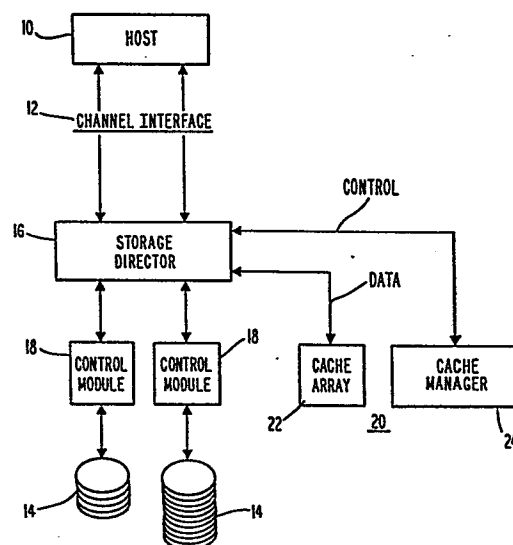 10
HOST
12
CHANNEL INTERFACE
CONTROL
16
STORAGE
DIRECTOR
DATA
18
CONTROL
MODULE
CONTROL
MODULE
18
CACHE
ARRAY
CACHE
MANAGER
22
20
24
14
14